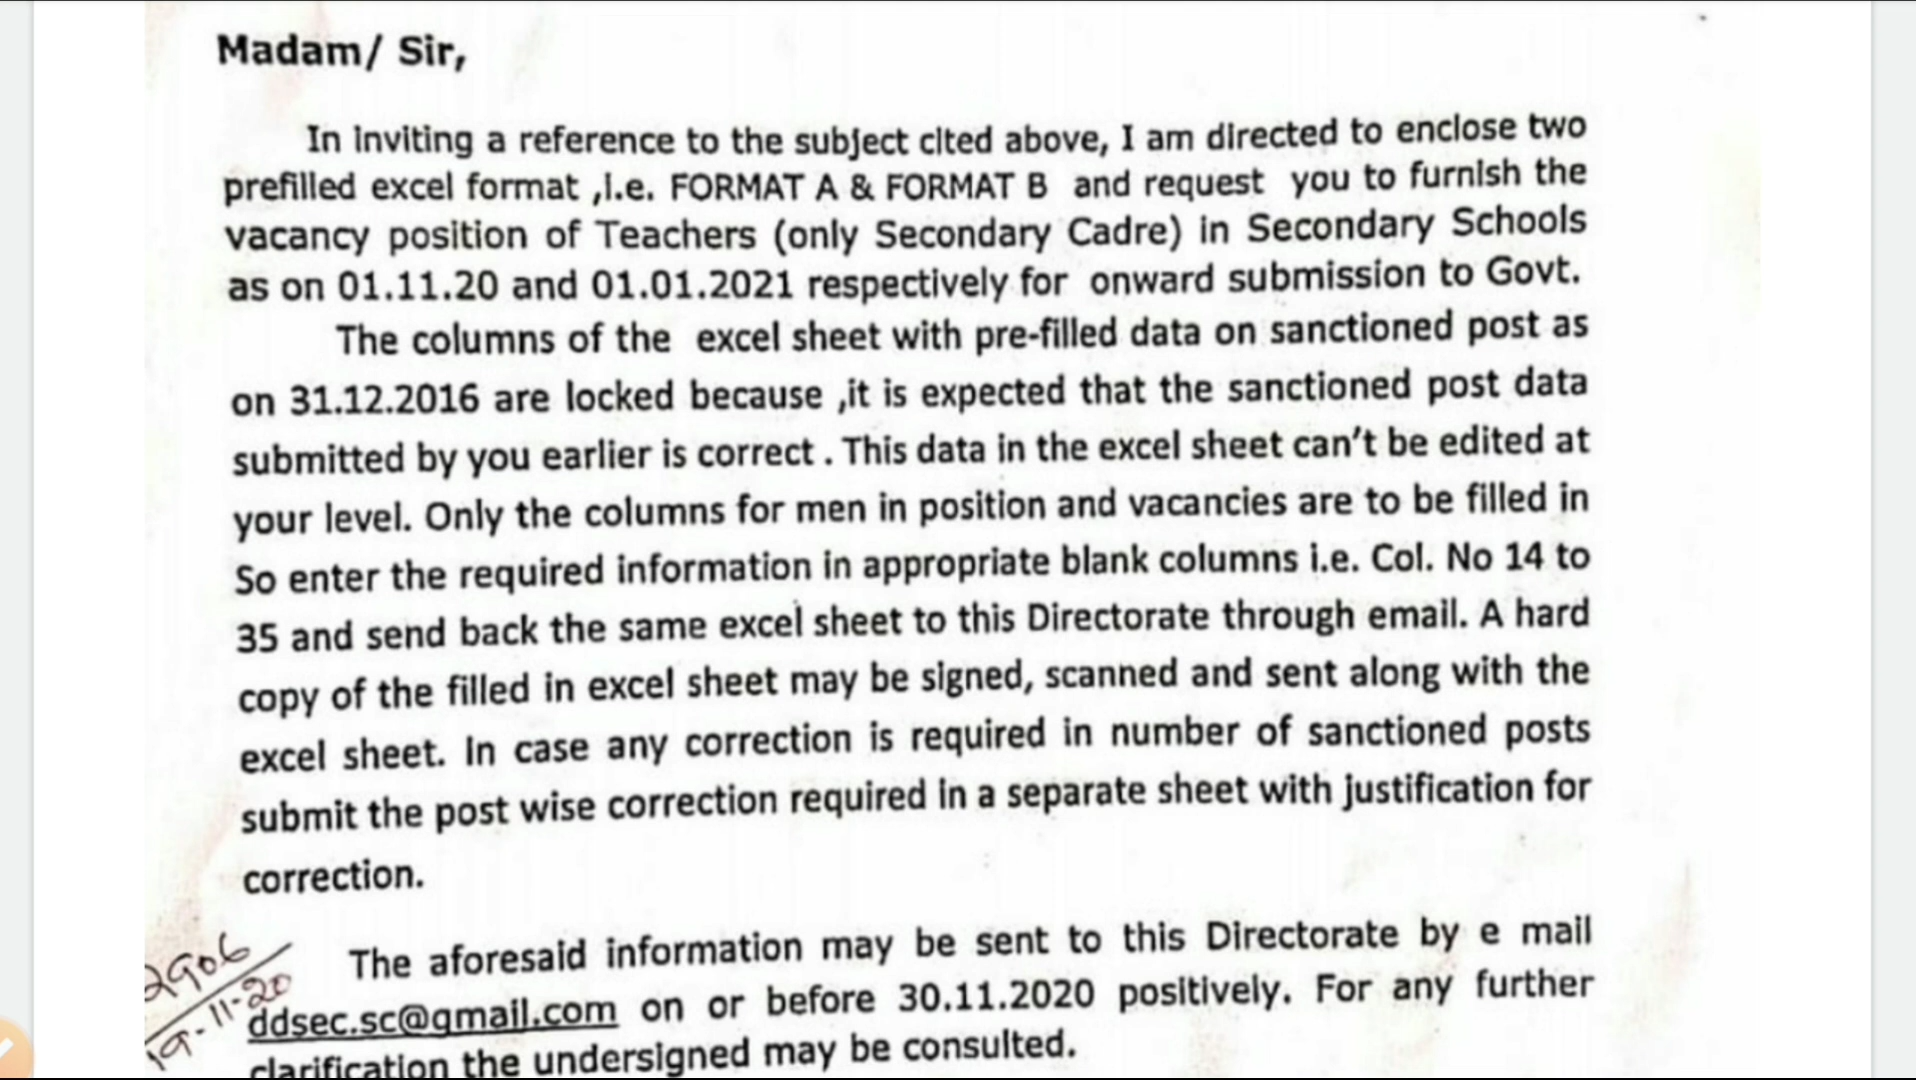 Madam/ Sir,
In inviting a reference to the subject cited above, I am directed to enclose two
prefilled excel format ,i.e. FORMAT A & FORMAT B and request you to furnish the
vacancy position of Teachers (only Secondary Cadre) in Secondary Schools
as on 01.11.20 and 01.01.2021 respectively for onward submission to Govt.
The columns of the excel sheet with pre-filled data on sanctioned post as
on 31.12.2016 are locked because ,it is expected that the sanctioned post data
submitted by you earlier is correct . This data in the excel sheet can't be edited at
your level. Only the columns for men in position and vacancies are to be filled in
So enter the required information in appropriate blank columns i.e. Col. No 14 to
35 and send back the same excel sheet to this Directorate through email. A hard
copy of the filled in excel sheet may be signed, scanned and sent along with the
excel sheet. In case any correction is required in number of sanctioned posts
submit the post wise correction required in a separate sheet with justification for
correction.
The aforesaid information may be sent to this Directorate by e mail
ddsec.sc@gmail.com on or before 30.11.2020 positively. For any further
clarification the undersigned may be consulted.
2906
19-11-20